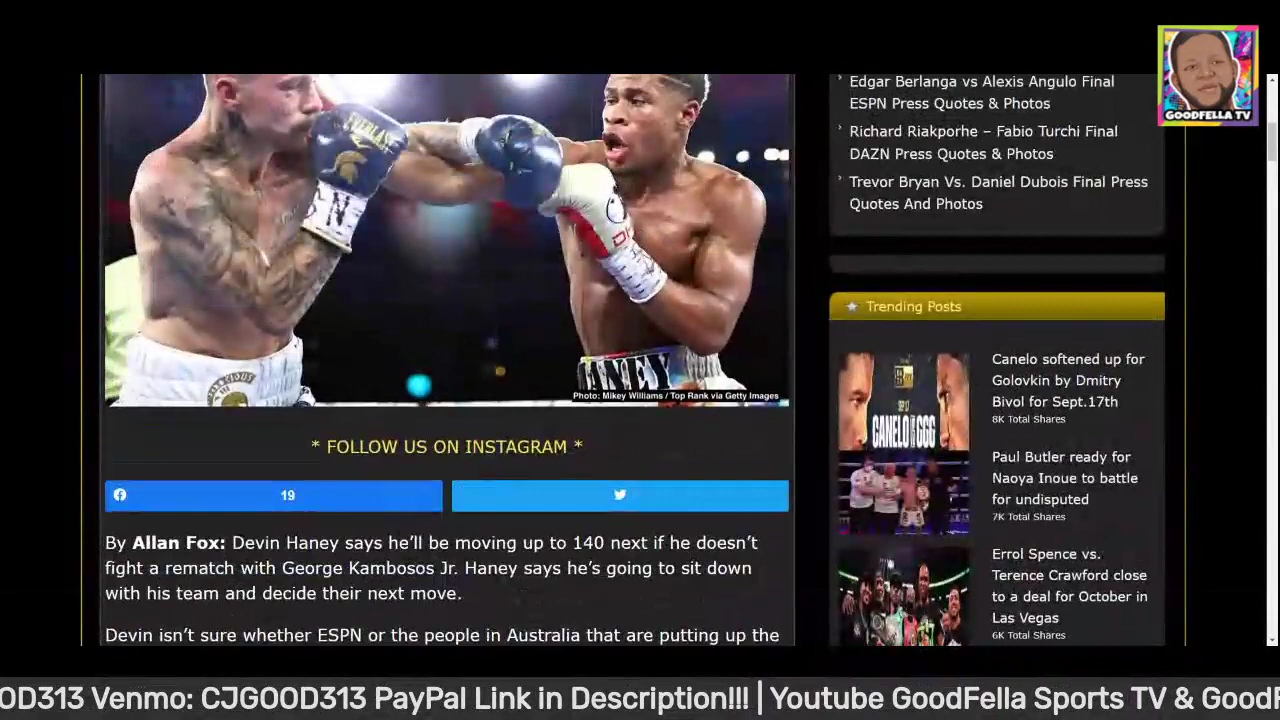 Edgar Berlanga vs Alexis Angulo Final
ESPN Press Quotes & Photos
Richard Riakporhe – Fabio Turchi Final
DAZN Press Quotes & Photos
Trevor Bryan Vs. Daniel Dubois Final Press
Quotes And Photos
GOODFELLA TV
EVERLAST
HANEY
Photo: Mikey Williams / Top Rank via Getty Images
* FOLLOW US ON INSTAGRAM *
19
By Allan Fox: Devin Haney says he’ll be moving up to 140 next if he doesn’t
fight a rematch with George Kambosos Jr. Haney says he’s going to sit down
with his team and decide their next move.
Devin isn’t sure whether ESPN or the people in Australia that are putting up the
Trending Posts
CANELO GGG
Canelo softened up for
Golovkin by Dmitry
Bivol for Sept.17th
8K Total Shares
Paul Butler ready for
Naoya Inoue to battle
for undisputed
7K Total Shares
Errol Spence vs.
Terence Crawford close
to a deal for October in
Las Vegas
6K Total Shares
OD313 Venmo: CJGOOD313 PayPal Link in Description!!! | Youtube GoodFella Sports TV & GoodF